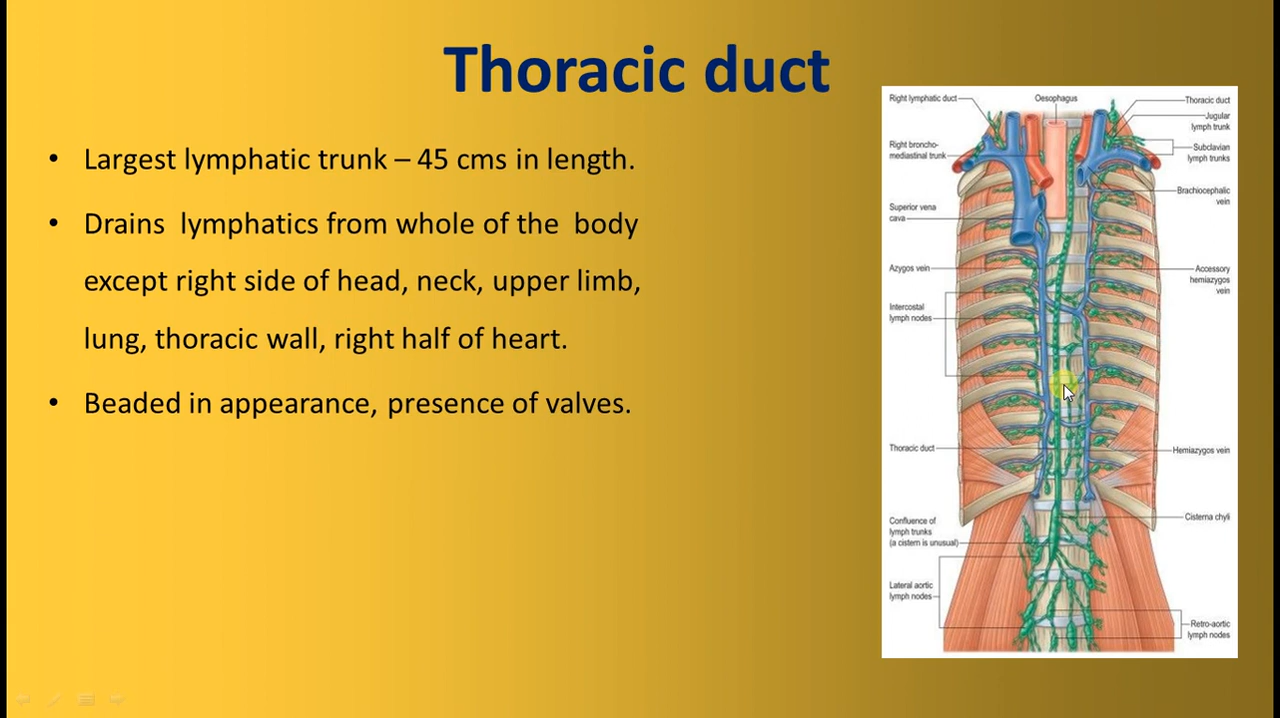 Thoracic duct
• Largest lymphatic trunk – 45 cms in length.
• Drains lymphatics from whole of the body
except right side of head, neck, upper limb,
lung, thoracic wall, right half of heart.
• Beaded in appearance, presence of valves.
Right lymphatic duct
Oesophagus
Thoracic duct
Jugular
lymph trunk
Right broncho-
mediastinal trunk
Subclavian
lymph trunks
Brachiocephalic
vein
Superior vena
cava
Azygos vein
Accessory
hemiazygos
vein
Intercostal
lymph nodes
Thoracic duct
Hemiazygos vein
Cisterna chyli
Confluence of
lymph trunks
(a cistern is unusual)
Lateral aortic
lymph nodes
Retro-aortic
lymph nodes